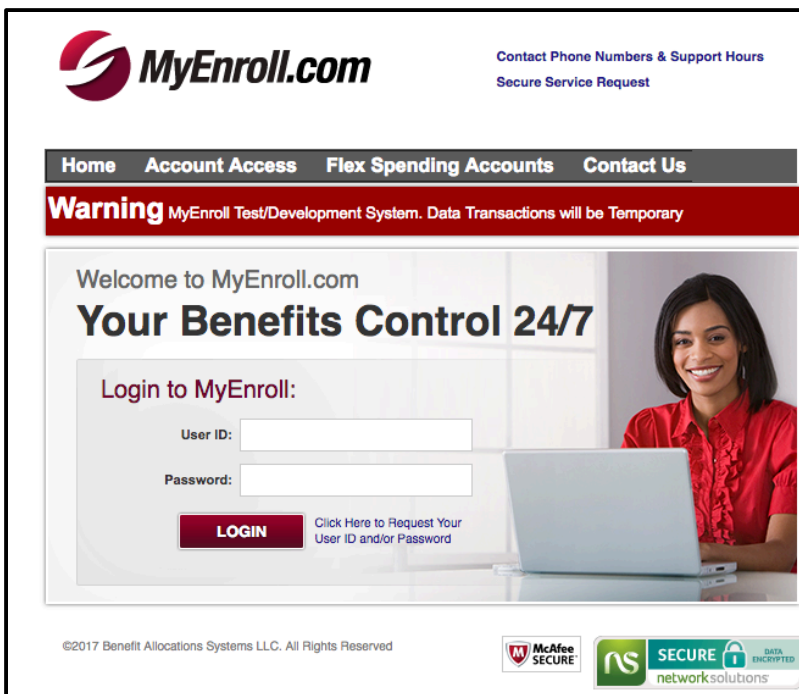 MyEnroll.com
Contact Phone Numbers & Support Hours
Secure Service Request
Home Account Access Flex Spending Accounts Contact Us
Warning MyEnroll Test/Development System. Data Transactions will be Temporary
Welcome to MyEnroll.com
Your Benefits Control 24/7
Login to MyEnroll:
User ID:
Password:
LOGIN
Click Here to Request Your
User ID and/or Password
©2017 Benefit Allocations Systems LLC. All Rights Reserved
McAfee
SECURE
ns
SECURE
DATA
ENCRYPTED
networksolutions